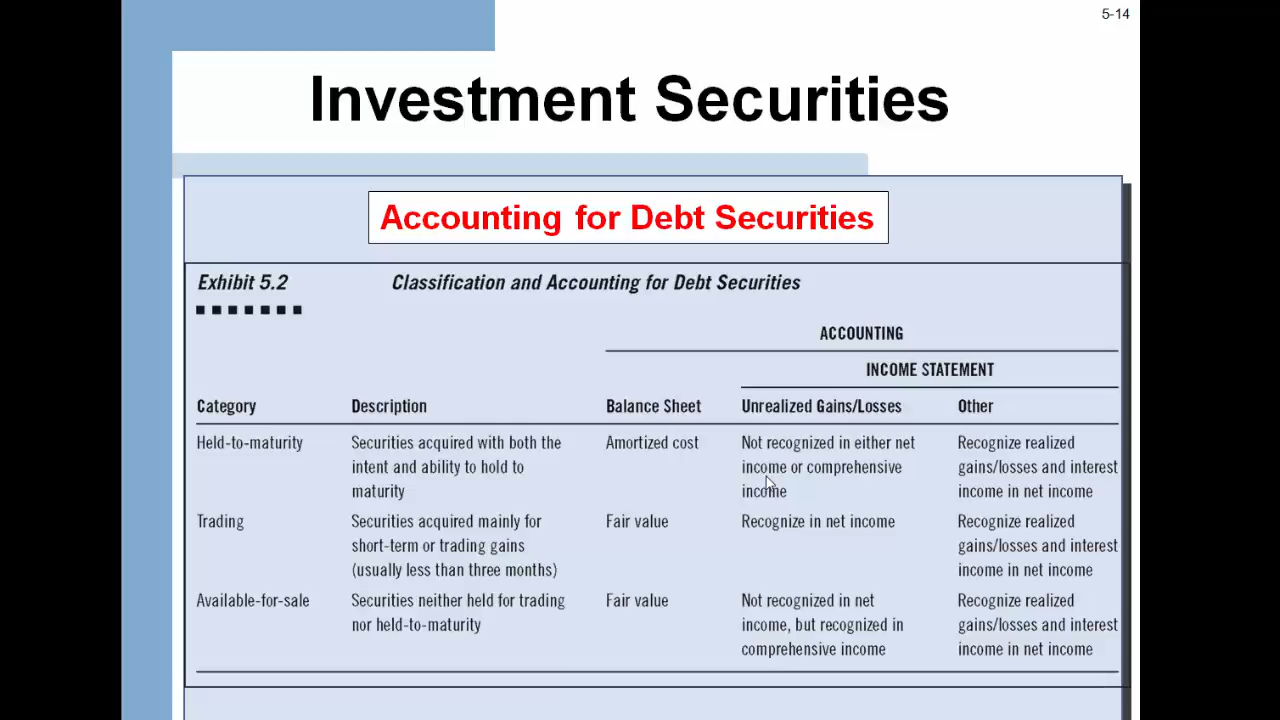 5-14
Investment Securities
Accounting for Debt Securities
Exhibit 5.2 Classification and Accounting for Debt Securities
ACCOUNTING
INCOME STATEMENT
Category Description Balance Sheet Unrealized Gains/Losses Other
Held-to-maturity Securities acquired with both the Amortized cost Not recognized in either net Recognize realized
intent and ability to hold to income or comprehensive gains/losses and interest
maturity income income in net income
Trading Securities acquired mainly for Fair value Recognize in net income Recognize realized
short-term or trading gains gains/losses and interest
(usually less than three months) income in net income
Available-for-sale Securities neither held for trading Fair value Not recognized in net Recognize realized
nor held-to-maturity income, but recognized in gains/losses and interest
comprehensive income income in net income